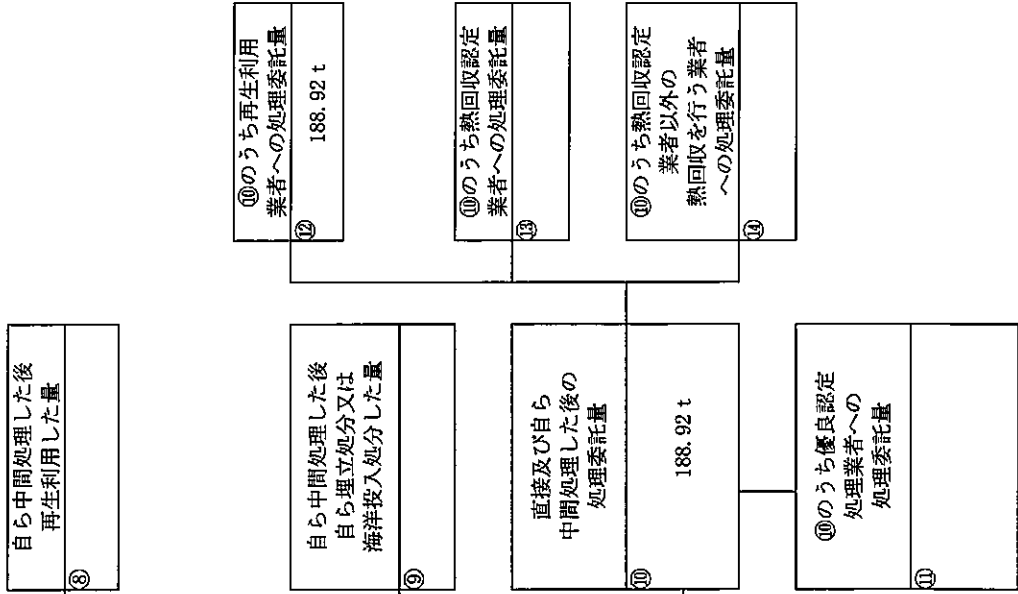 自ら中間処理した後
再生利用した量
⑧
自ら中間処理した後
自ら埋立処分又は
海洋投入処分した量
⑨
直接及び自ら
中間処理した後の
処理委託量
⑩
188.92 t
⑩のうち優良認定
処理業者への
処理委託量
⑪
⑩のうち再生利用
業者への処理委託量
⑫
188.92 t
⑩のうち熱回収認定
業者への処理委託量
⑬
⑩のうち熱回収認定
業者以外の
熱回収を行う業者
への処理委託量
⑭